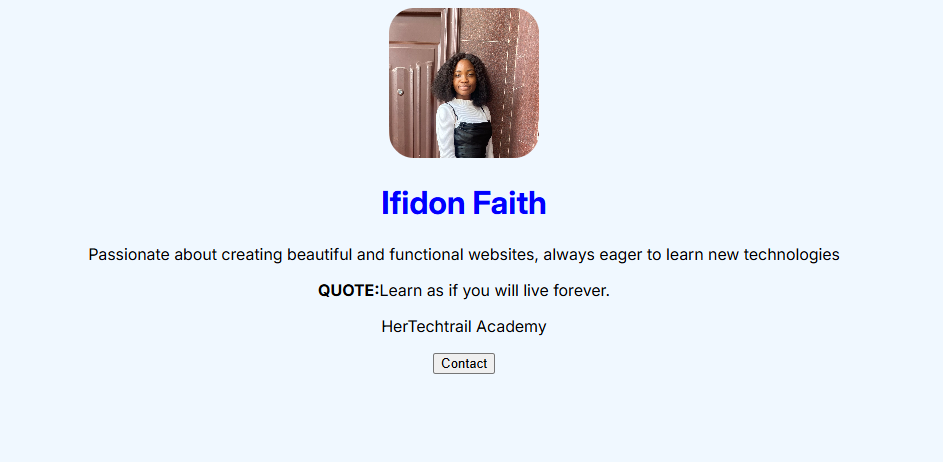 Ifidon Faith
Passionate about creating beautiful and functional websites, always eager to learn new technologies
QUOTE:Learn as if you will live forever.
HerTechtrail Academy
Contact